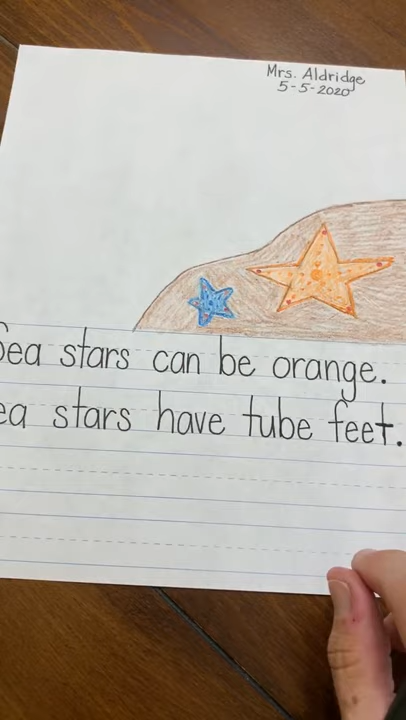 Mrs. Aldridge
5-5-2020
Sea stars can be orange.
ea stars have tube feet.